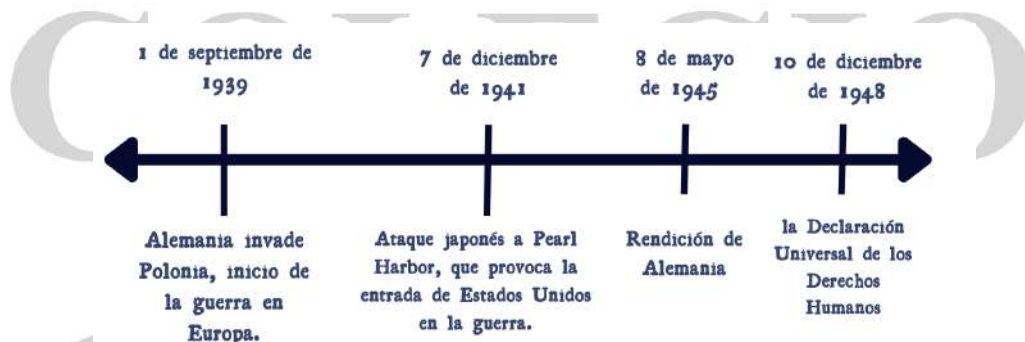 COLEGIO
1 de septiembre de
1939
7 de diciembre
de 1941
8 de mayo
de 1945
10 de diciembre
de 1948
Alemania invade
Polonia, inicio de
la guerra en
Europa.
Ataque japonés a Pearl
Harbor, que provoca la
entrada de Estados Unidos
en la guerra.
Rendición de
Alemania
la Declaración
Universal de los
Derechos
Humanos